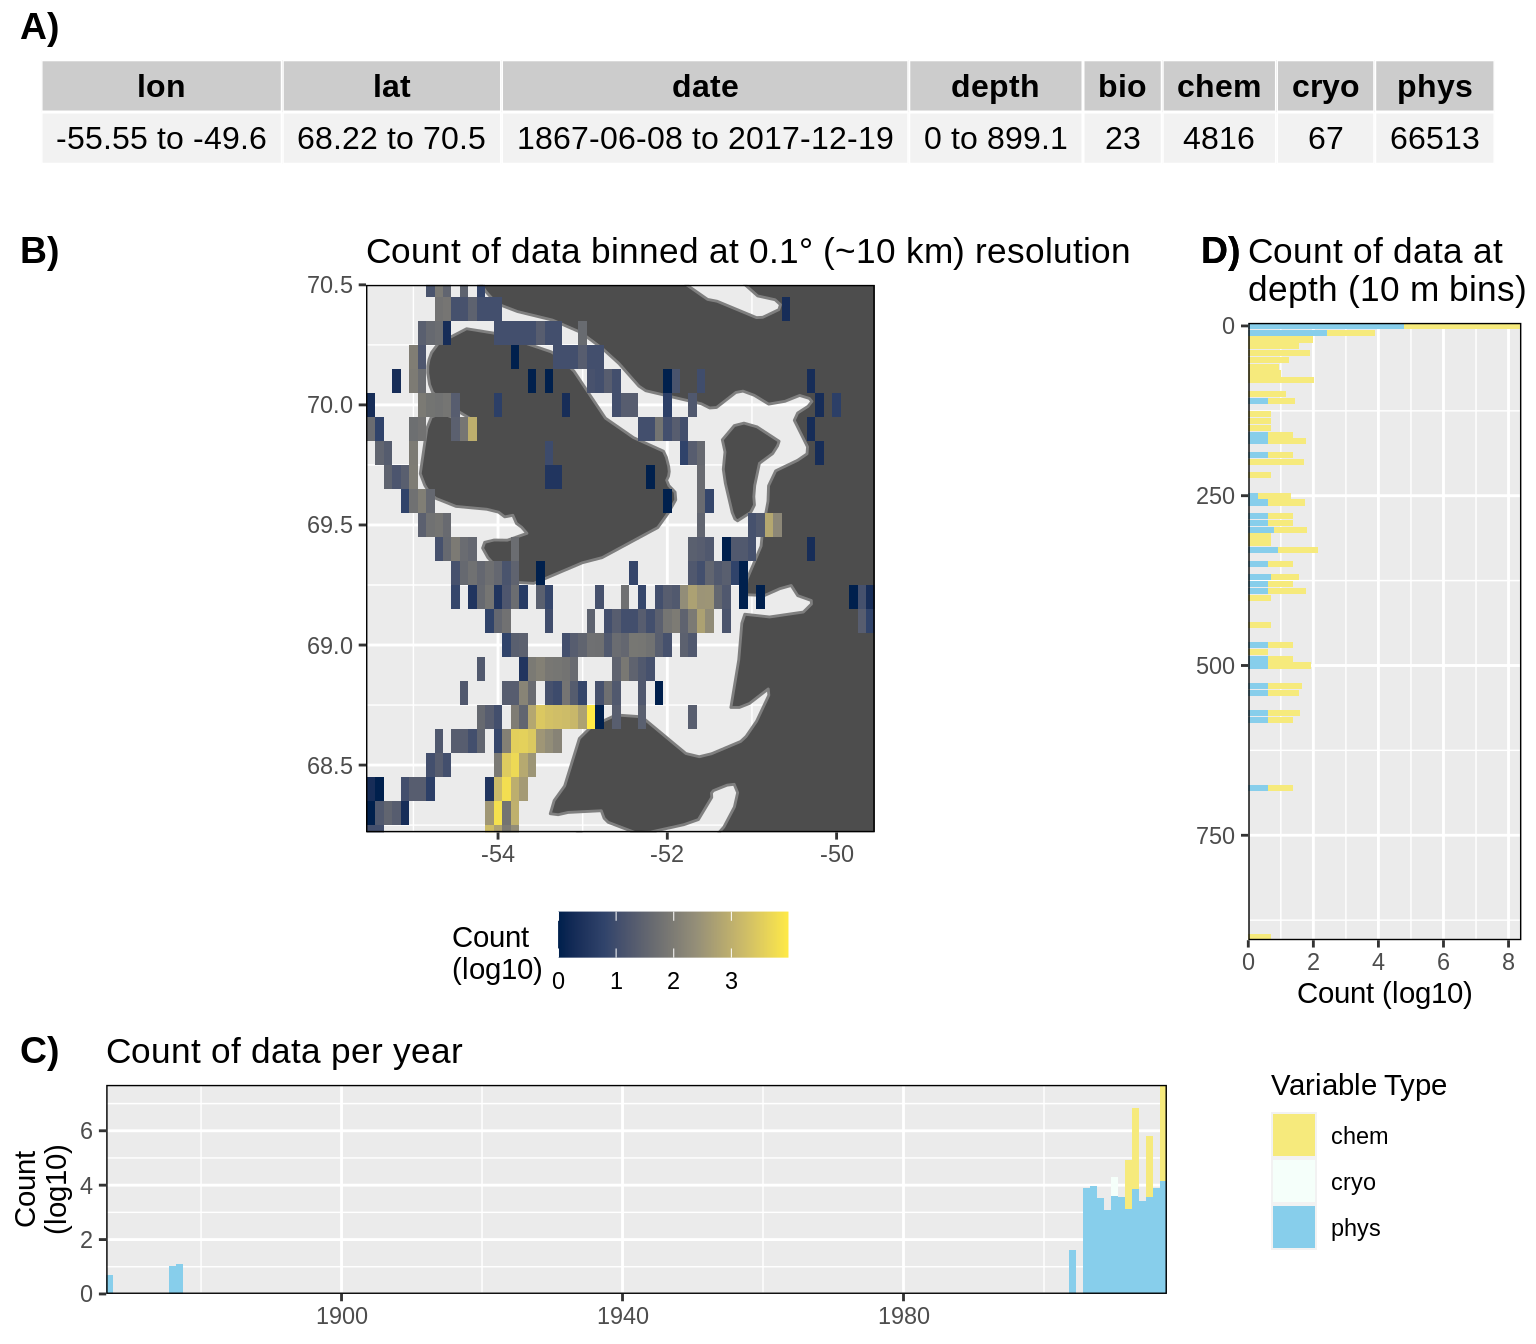 A)
lon lat date depth bio chem cryo phys
-55.55 to -49.6 68.22 to 70.5 1867-06-08 to 2017-12-19 0 to 899.1 23 4816 67 66513
B)
Count of data binned at 0.1° (~10 km) resolution
70.5
70.0
69.5
69.0
68.5
-54 -52 -50
Count
(log10)
0 1 2 3
D)
Count of data at
depth (10 m bins)
0
250
500
750
0 2 4 6 8
Count (log10)
C)
Count of data per year
Count
(log10)
6
4
2
0
1900 1940 1980
Variable Type
chem
cryo
phys